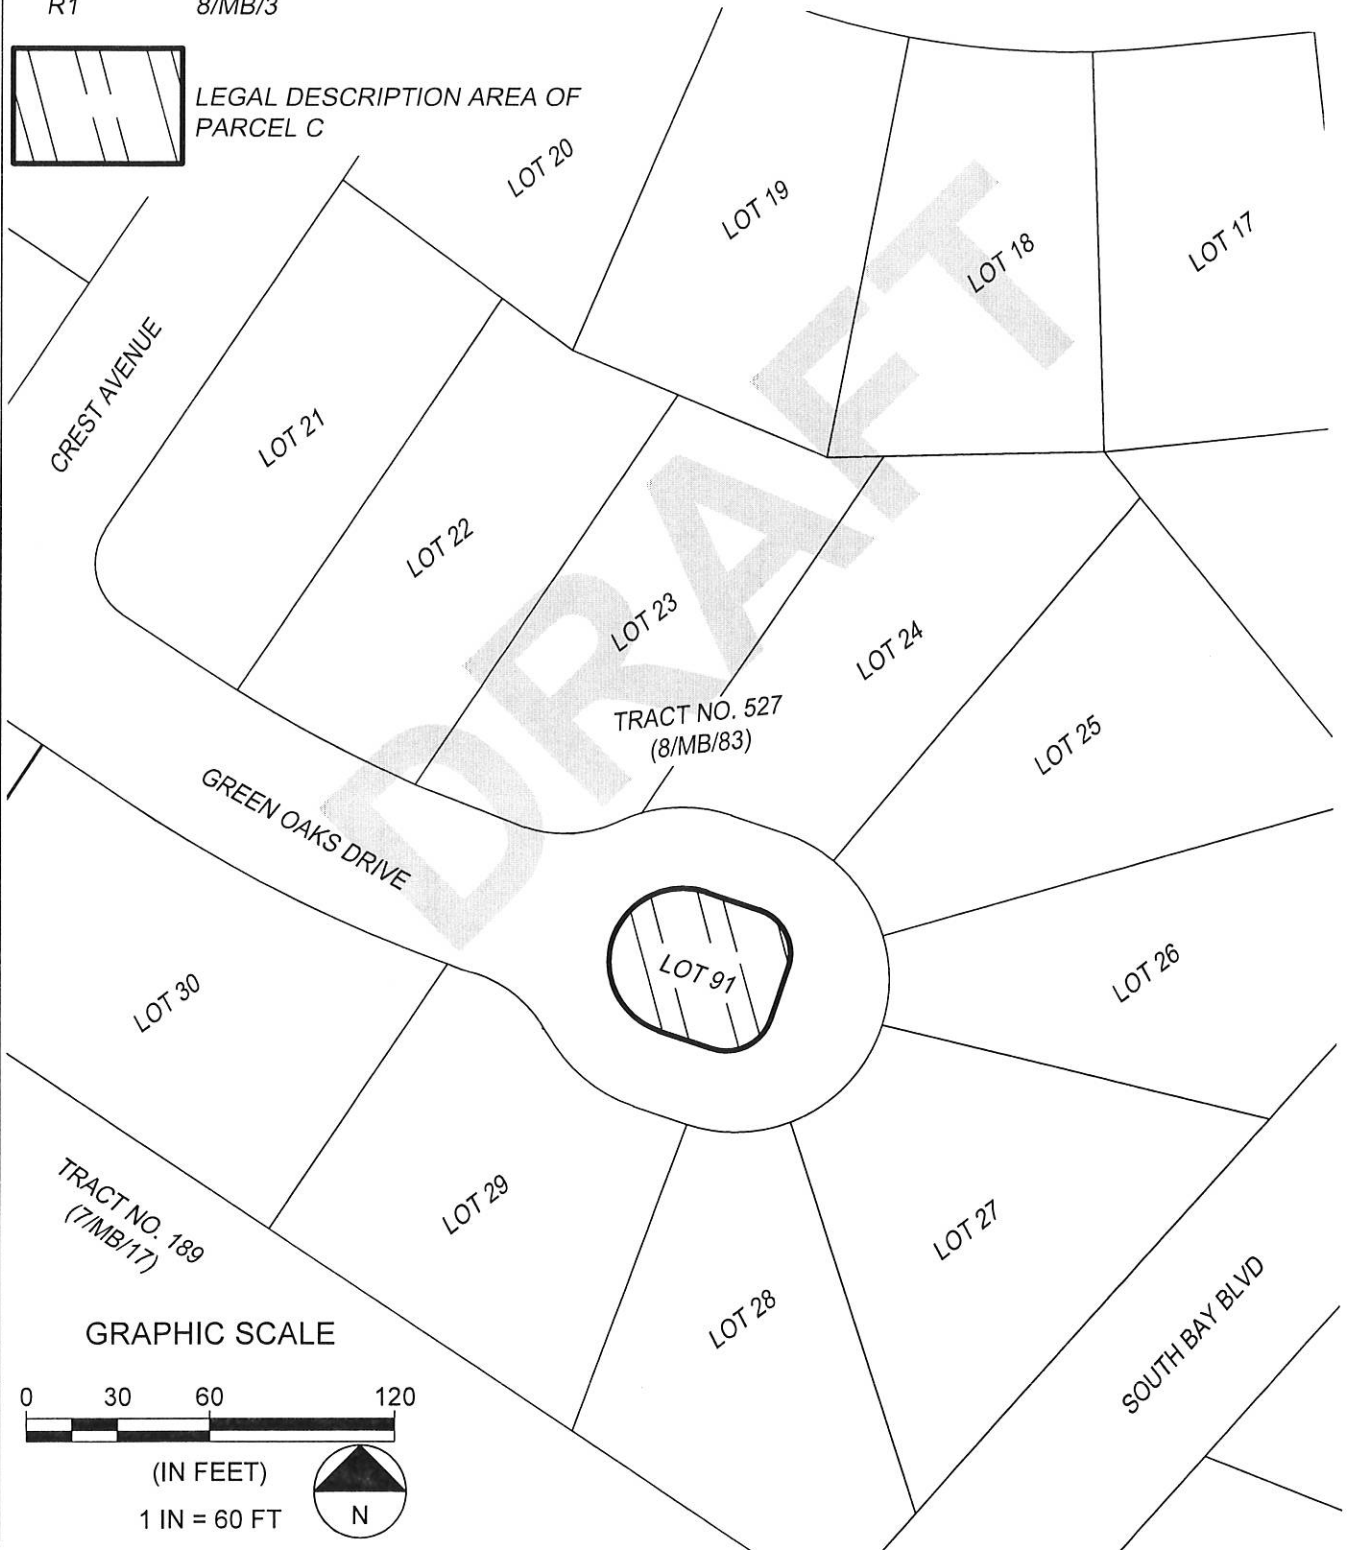 R1 8/MB/3
LEGAL DESCRIPTION AREA OF
PARCEL C
LOT 20
LOT 19
LOT 18
LOT 17
CREST AVENUE
LOT 21
LOT 22
LOT 23
LOT 24
DRAFT
TRACT NO. 527
(8/MB/83)
LOT 25
GREEN OAKS DRIVE
LOT 91
LOT 26
LOT 30
TRACT NO. 189
(7/MB/17)
LOT 29
LOT 28
LOT 27
SOUTH BAY BLVD
GRAPHIC SCALE
0 30 60 120
(IN FEET)
1 IN = 60 FT
N